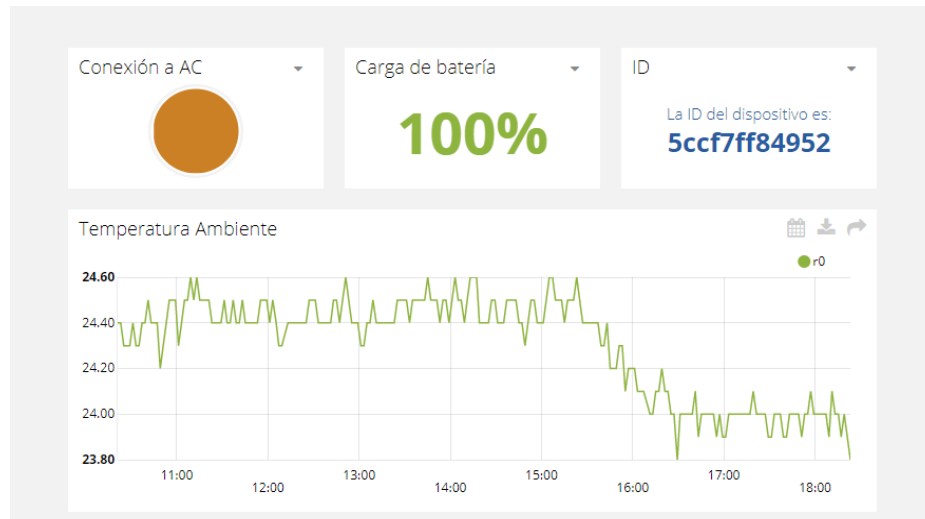 Conexión a AC
Carga de batería
ID
100%
La ID del dispositivo es:
5ccf7ff84952
Temperatura Ambiente
r0
24.60
24.40
24.20
24.00
23.80
11:00
12:00
13:00
14:00
15:00
16:00
17:00
18:00